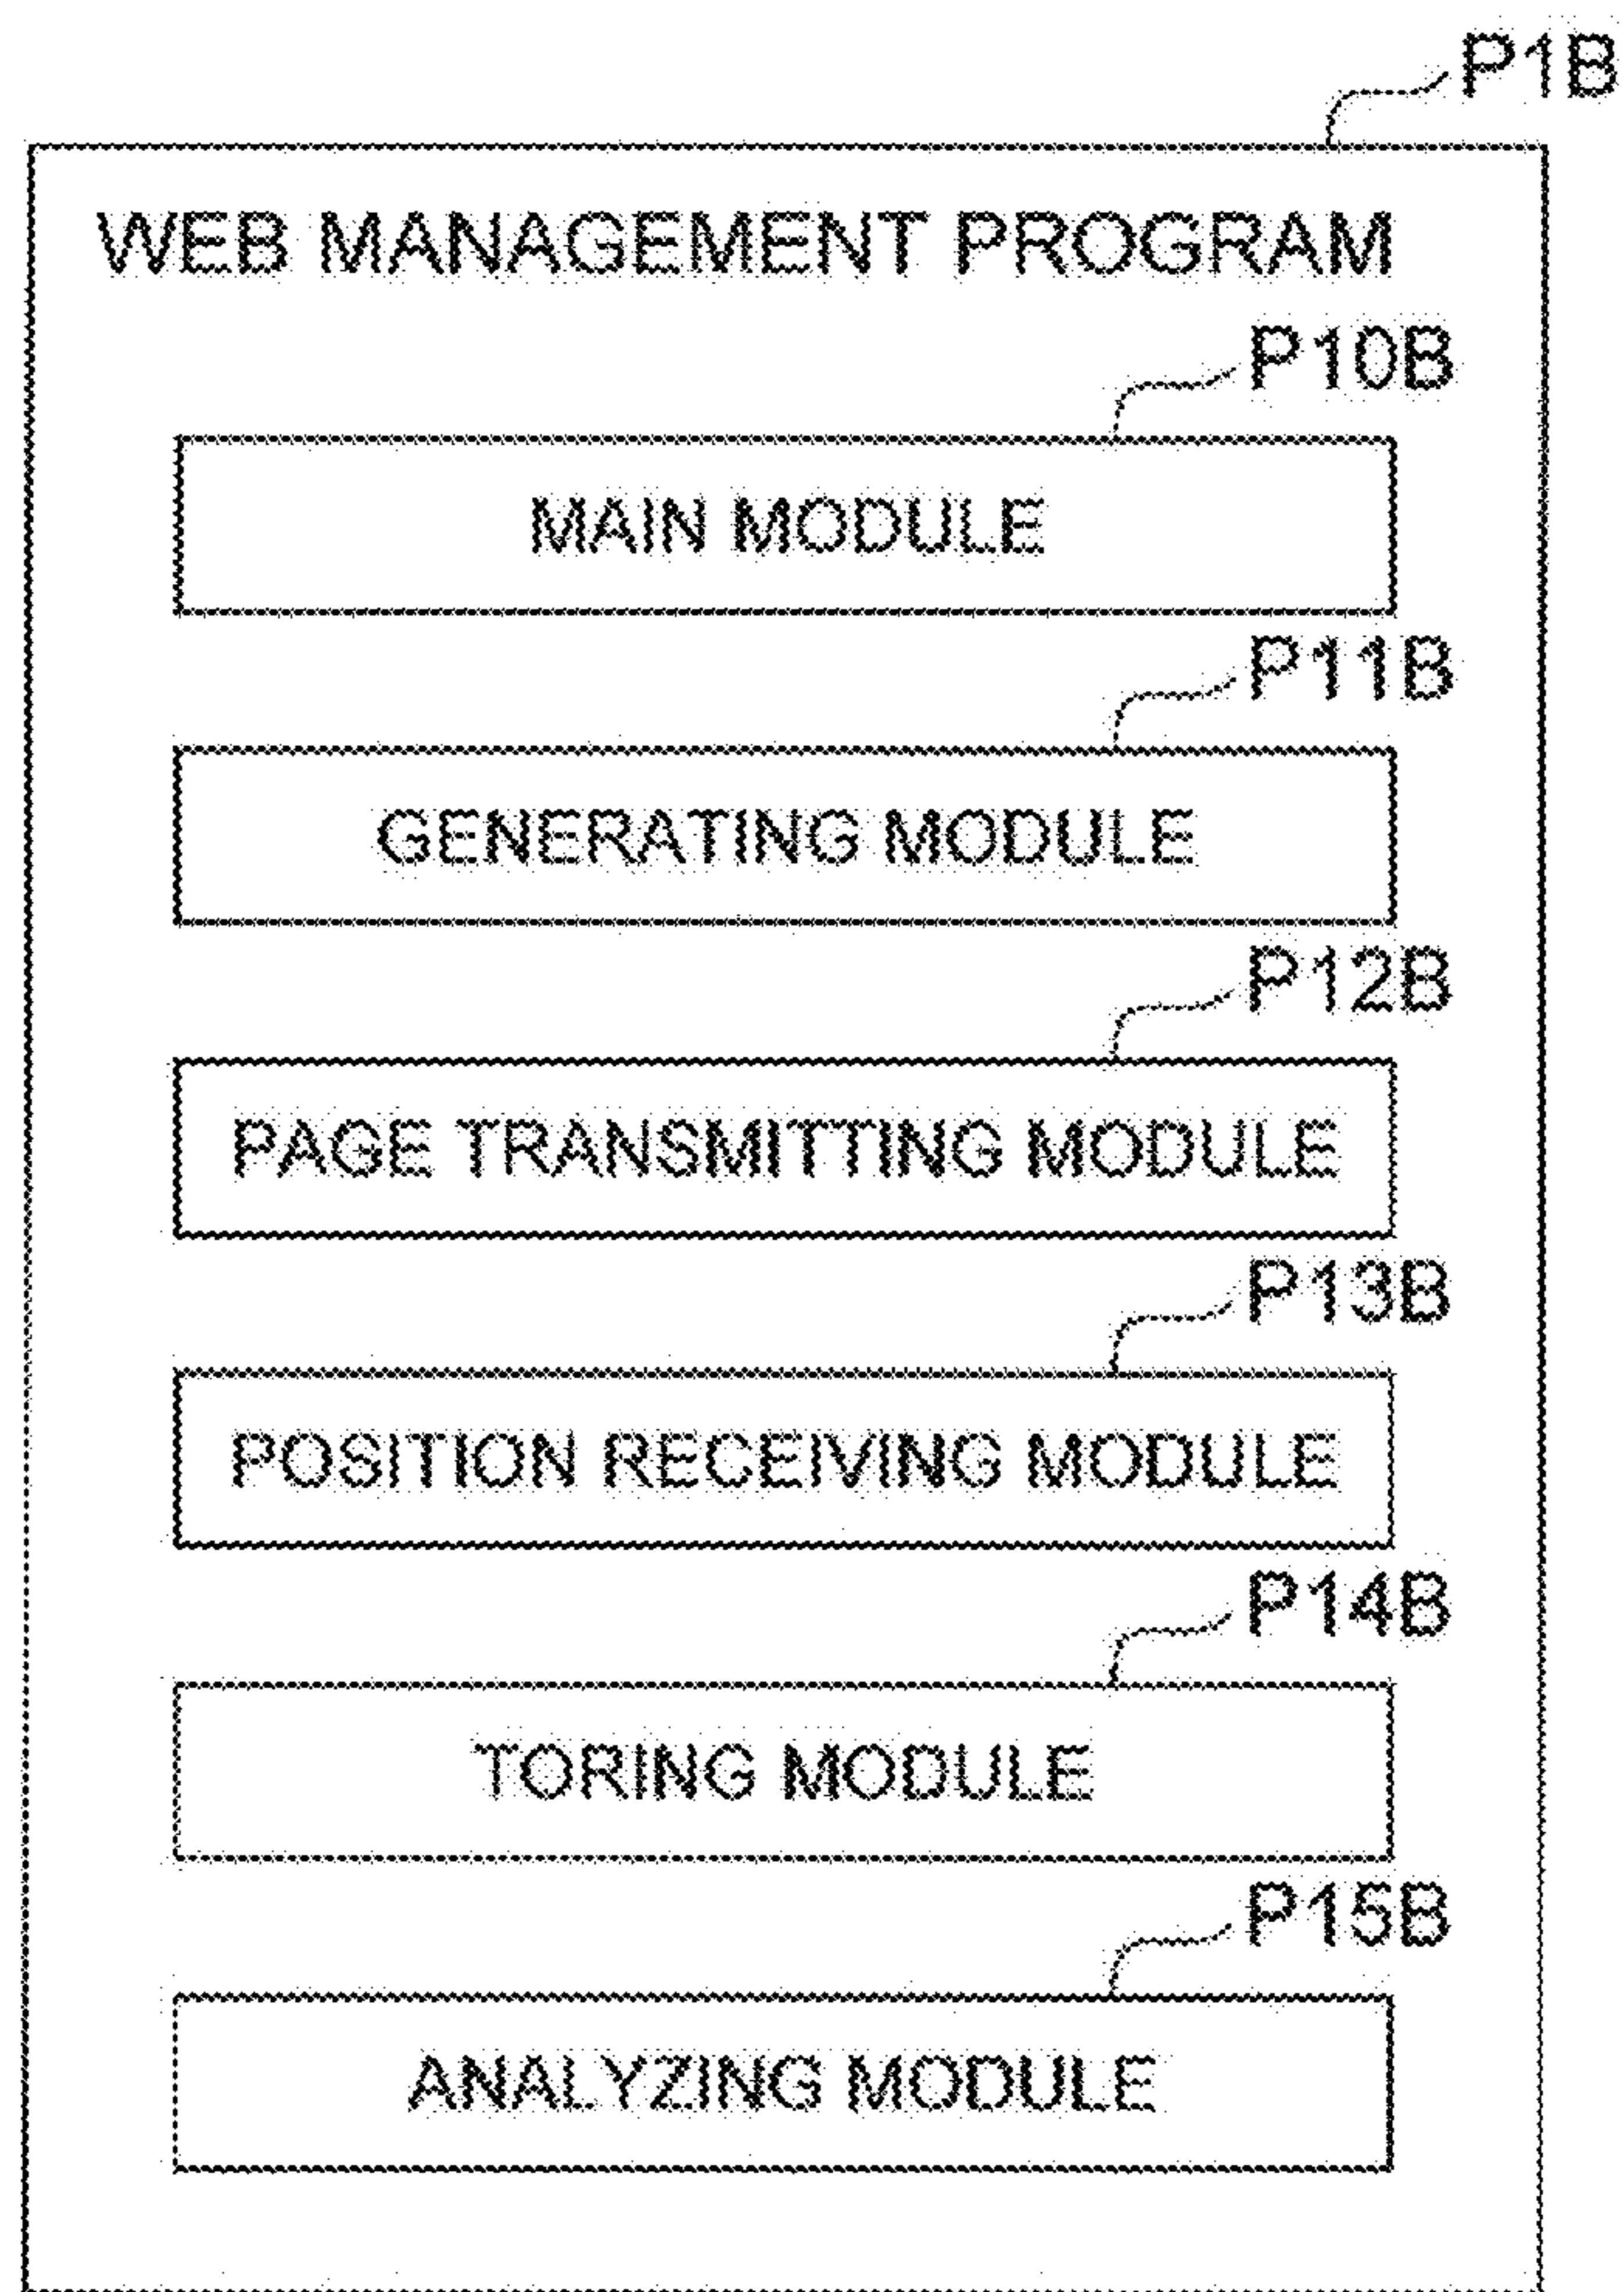 P1B
WEB MANAGEMENT PROGRAM
P10B
MAIN MODULE
P11B
GENERATING MODULE
P12B
PAGE TRANSMITTING MODULE
P13B
POSITION RECEIVING MODULE
P14B
TORING MODULE
P15B
ANALYZING MODULE